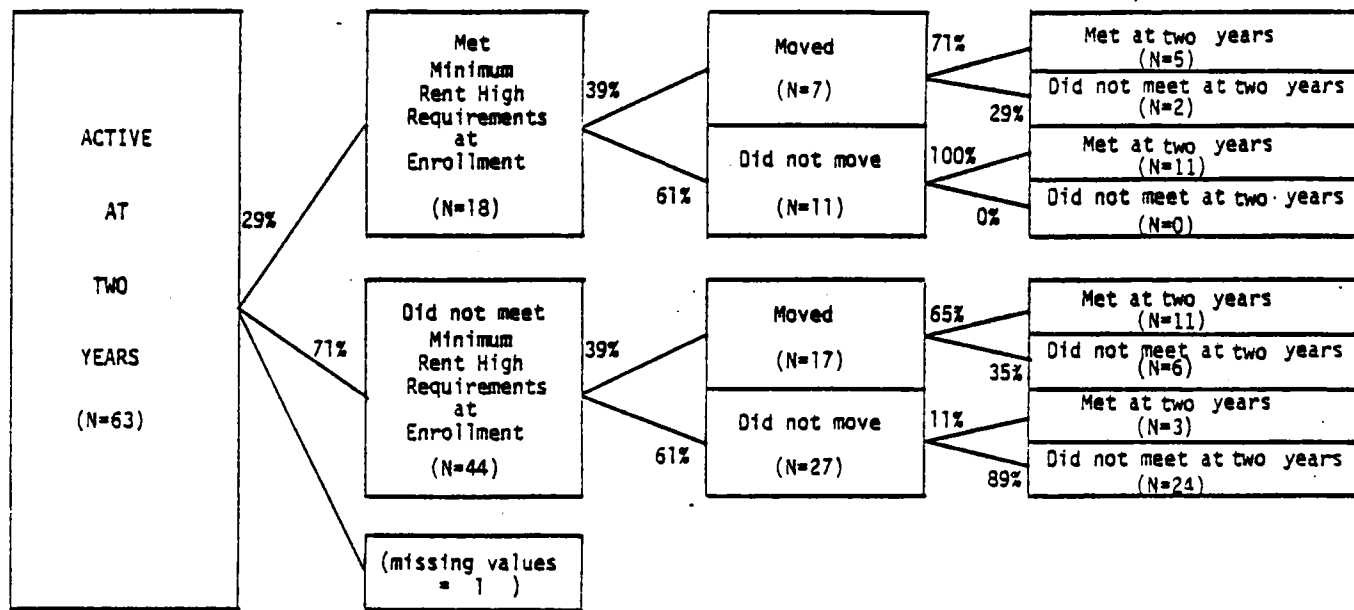 ACTIVE
AT
TWO
YEARS
(N=63)
29%
71%
Met
Minimum
Rent High
Requirements
at
Enrollment
(N=18)
39%
61%
Moved
(N=7)
Did not move
(N=11)
71%
29%
100%
0%
Met at two years
(N=5)
Did not meet at two years
(N=2)
Met at two years
(N=11)
Did not meet at two years
(N=0)
Did not meet
Minimum
Rent High
Requirements
at
Enrollment
(N=44)
39%
61%
Moved
(N=17)
Did not move
(N=27)
65%
35%
11%
89%
Met at two years
(N=11)
Did not meet at two years
(N=6)
Met at two years
(N=3)
Did not meet at two years
(N=24)
(missing values
= 1 )